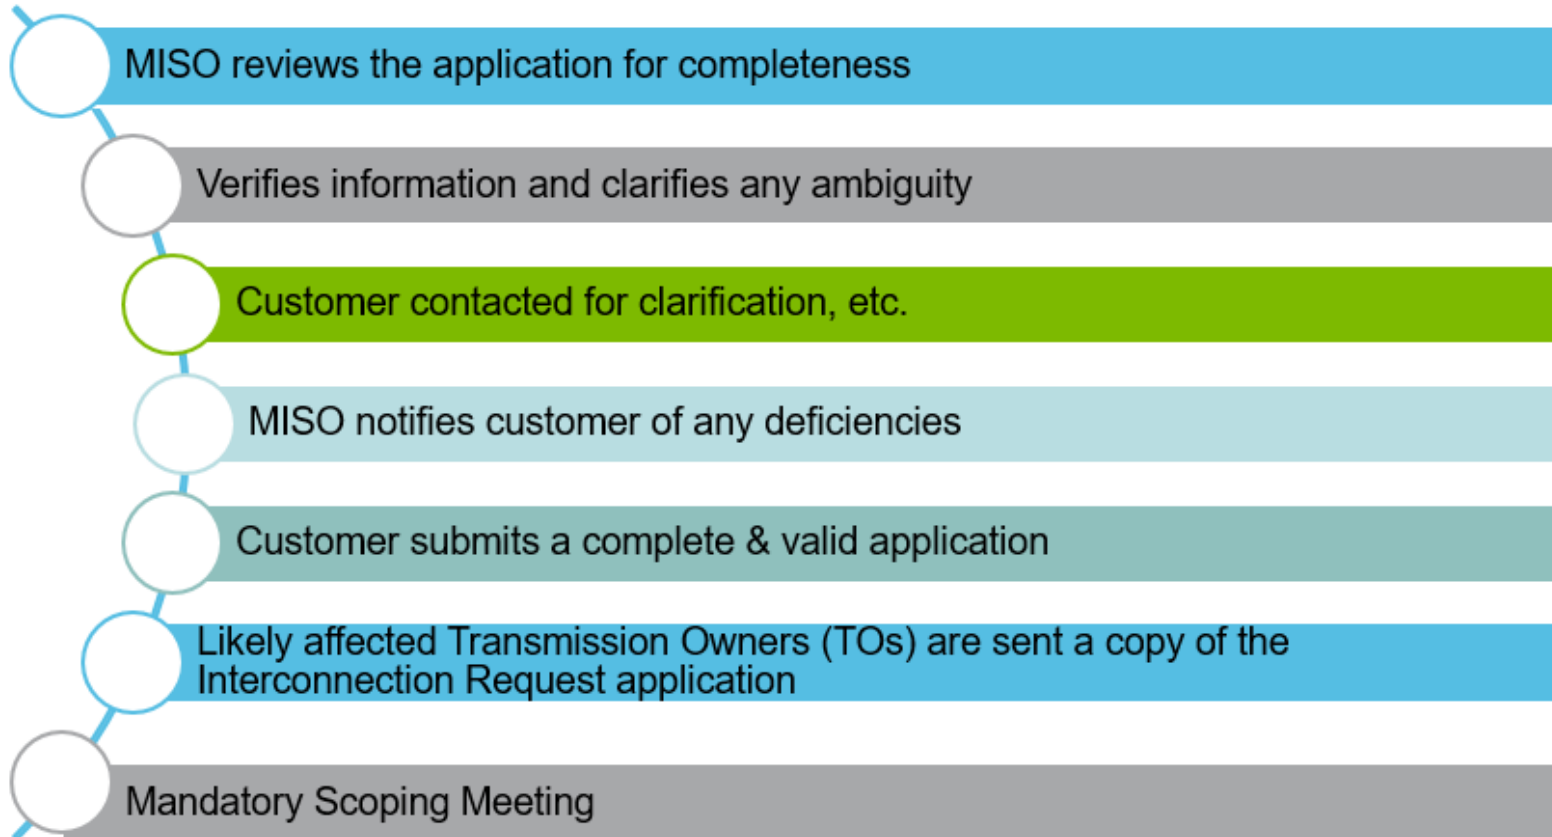 MISO reviews the application for completeness
Verifies information and clarifies any ambiguity
Customer contacted for clarification, etc.
MISO notifies customer of any deficiencies
Customer submits a complete & valid application
Likely affected Transmission Owners (TOs) are sent a copy of the
Interconnection Request application
Mandatory Scoping Meeting